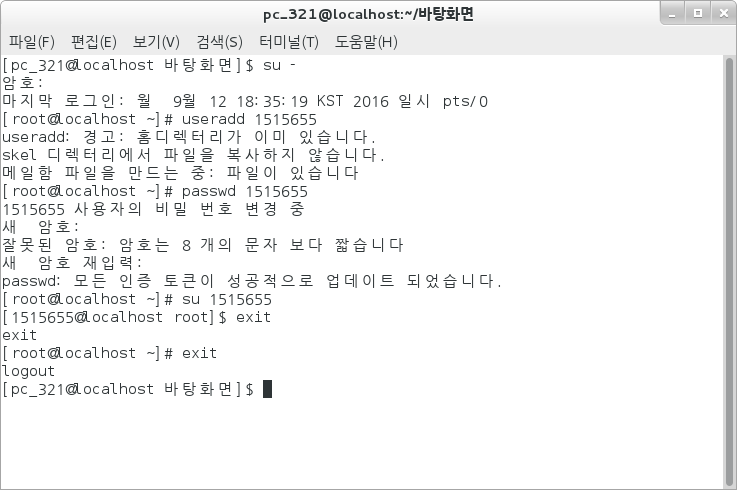 pc_321@localhost:~/바탕화면
파일(F) 편집(E) 보기(V) 검색(S) 터미널(T) 도움말(H)
[pc_321@localhost 바탕화면]$ su -
암호:
마지막 로그인: 월 9월 12 18:35:19 KST 2016 일시 pts/0
[root@localhost ~]# useradd 1515655
useradd: 경고: 홈디렉터리가 이미 있습니다.
skel 디렉터리에서 파일을 복사하지 않습니다.
메일함 파일을 만드는 중: 파일이 있습니다
[root@localhost ~]# passwd 1515655
1515655 사용자의 비밀 번호 변경 중
새 암호:
잘못된 암호: 암호는 8 개의 문자 보다 짧습니다
새 암호 재입력:
passwd: 모든 인증 토큰이 성공적으로 업데이트 되었습니다.
[root@localhost ~]# su 1515655
[1515655@localhost root]$ exit
exit
[root@localhost ~]# exit
logout
[pc_321@localhost 바탕화면]$